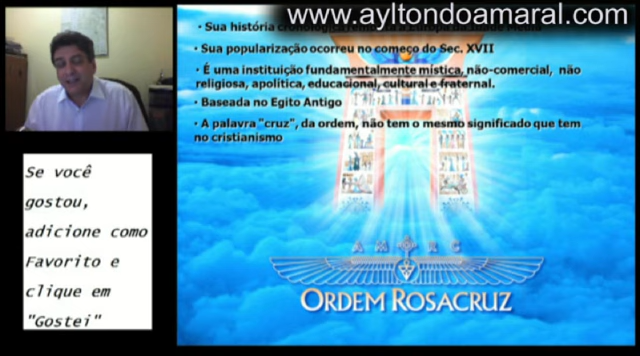 www.ayltondoamaral.com
• Sua história
• Sua popularização ocorreu no começo do Sec. XVII
• É uma instituição fundamentalmente mística, não-comercial, não
religiosa, apolítica, educacional, cultural e fraternal.
• Baseada no Egito Antigo
• A palavra "cruz", da ordem, não tem o mesmo significado que tem
no cristianismo
Se você
gostou,
adicione como
Favorito e
clique em
"Gostei"
A M R C
ORDEM ROSACRUZ